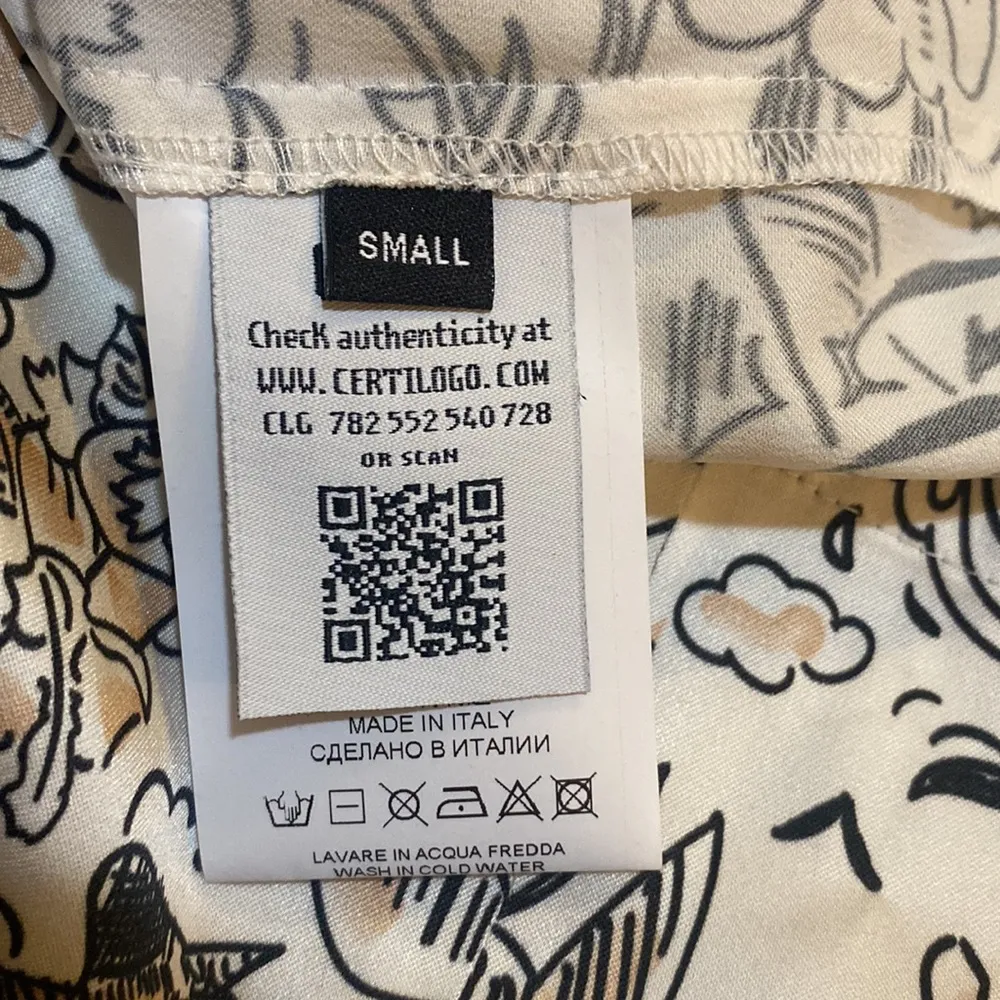 SMALL
Check authenticity at
WWW.CERTILOGO.COM
CLG 782 552 540 728
OR SCAN
MADE IN ITALY
СДЕЛАНО В ИТАЛИИ
LAVARE IN ACQUA FREDDA
WASH IN COLD WATER